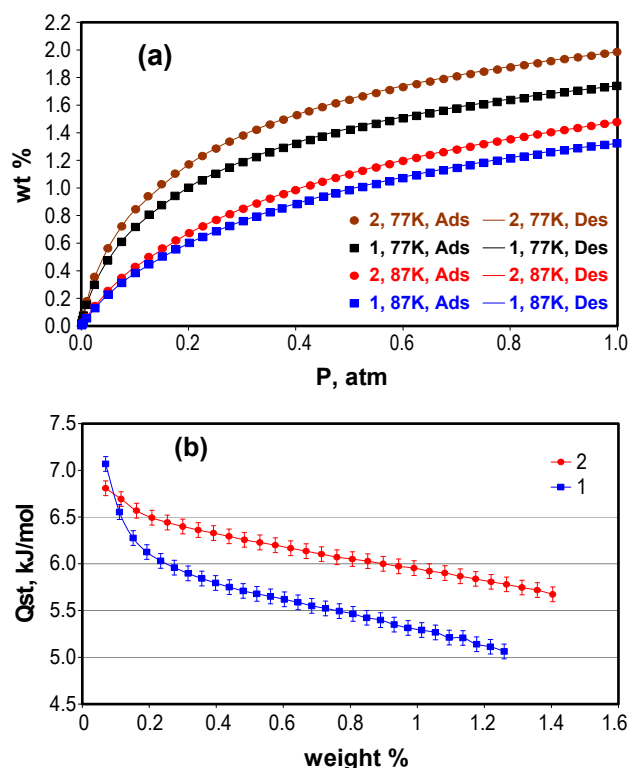 (a)
2.2
2.0
1.8
1.6
1.4
1.2
1.0
0.8
0.6
0.4
0.2
0.0
wt %
2, 77K, Ads 2, 77K, Des
1, 77K, Ads 1, 77K, Des
2, 87K, Ads 2, 87K, Des
1, 87K, Ads 1, 87K, Des
0.0 0.2 0.4 0.6 0.8 1.0
P, atm
(b)
7.5
7.0
6.5
6.0
5.5
5.0
4.5
Qst, kJ/mol
2
1
0 0.2 0.4 0.6 0.8 1 1.2 1.4 1.6
weight %